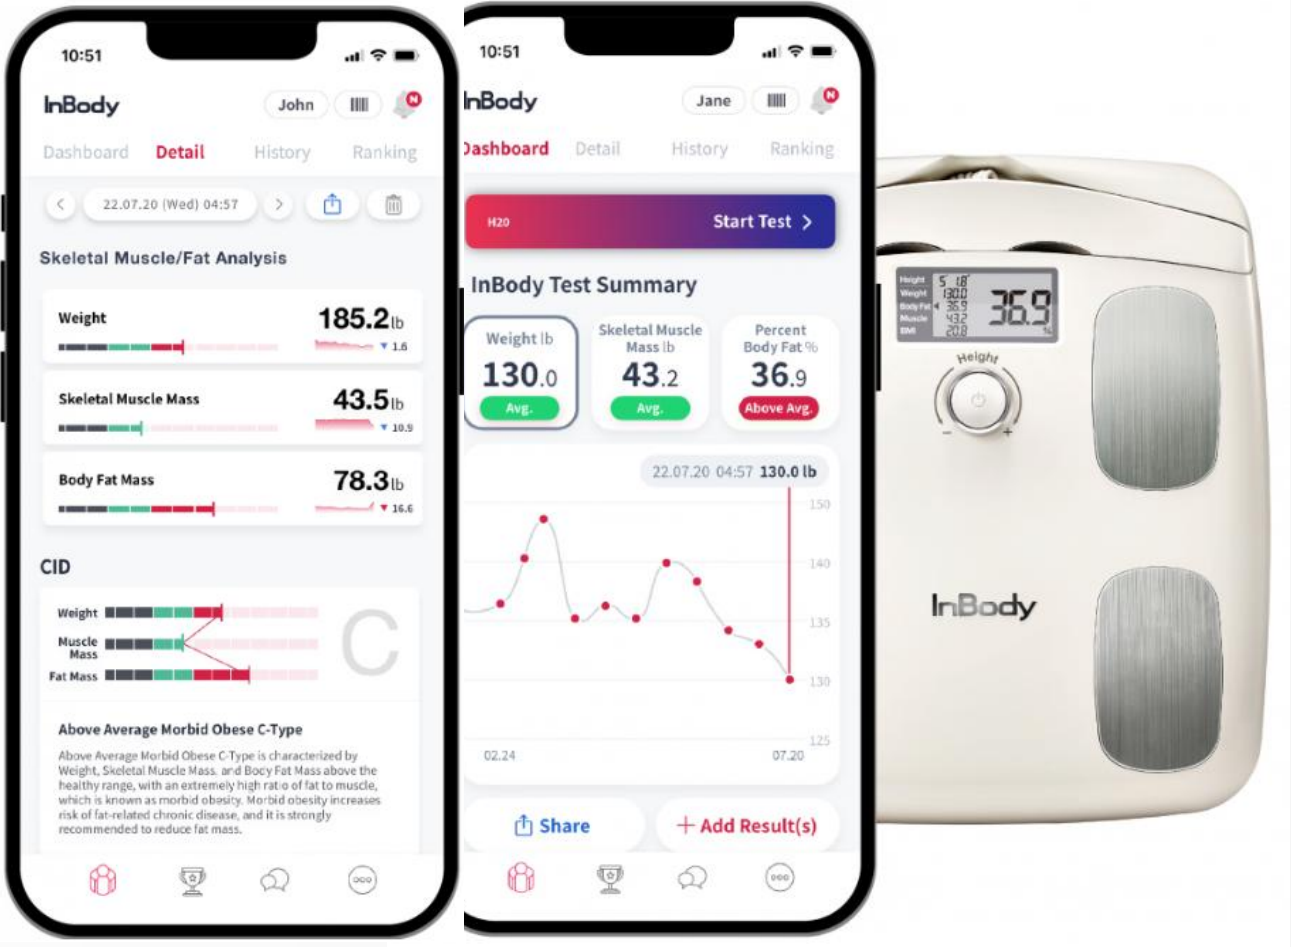 10:51
InBody
John
N
Dashboard Detail History Ranking
22.07.20 (Wed) 04:57
Skeletal Muscle/Fat Analysis
Weight
185.2lb
▼ 1.6
Skeletal Muscle Mass
43.5lb
▼ 10.9
Body Fat Mass
78.3lb
▼ 16.6
CID
Weight
Muscle
Mass
Fat Mass
C
Above Average Morbid Obese C-Type
Above Average Morbid Obese C-Type is characterized by
Weight, Skeletal Muscle Mass. and Bocy Fat Mass above the
healthy range, with an extremely high ratio of fat to muscle,
which is known as morbid obesity. Morbid obesity increases
risk of fat-related chronic disease, and it is strongly
recommended to reduce fat mass.
10:51
InBody
Jane
N
Dashboard Detail History Ranking
H20
Start Test >
InBody Test Summary
Weight lb
130.0
Avg.
Skeletal Muscle
Mass lb
43.2
Avg.
Percent
Body Fat %
36.9
Above Avg.
22.07.20 04:57 130.0 lb
150
140
135
130
125
02.24
07.20
Share
+ Add Result(s)
Height 5' 1.8"
Weight 130.0
Body Fat 36.9
Muscle 43.2
BMI 20.8
36.9
%
Height
- +
InBody